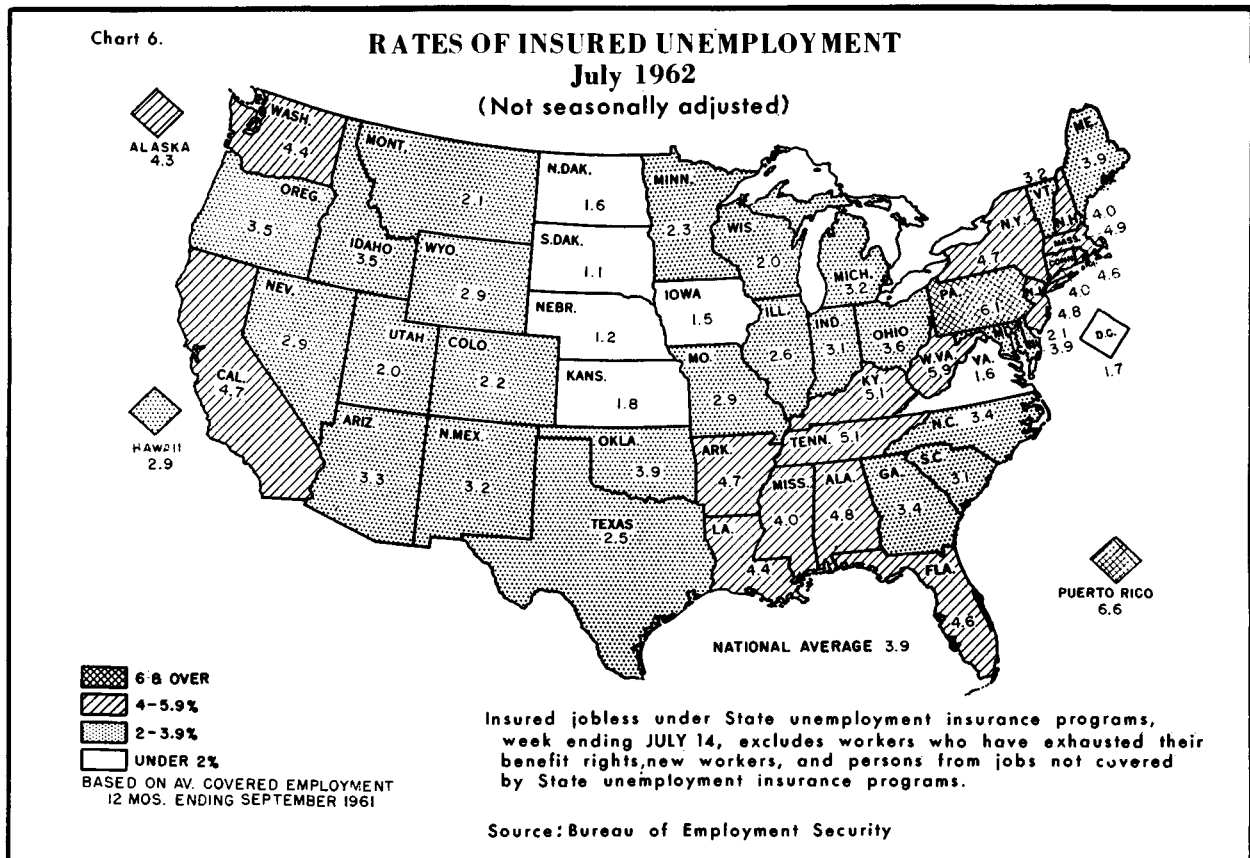 Chart 6.
RATES OF INSURED UNEMPLOYMENT
July 1962
(Not seasonally adjusted)
ALASKA
4.3
WASH.
4.4
MONT.
2.1
N.DAK.
1.6
MINN.
2.3
ME.
3.9
OREG.
3.5
IDAHO
3.5
WYO.
2.9
S.DAK.
1.1
WIS.
2.0
MICH.
3.2
3.2
VT.
N.H.
4.0
N.Y.
4.7
MASS.
4.9
CONN.
R.I.
4.6
4.0
NEV.
2.9
UTAH
2.0
COLO.
2.2
NEBR.
1.2
IOWA
1.5
ILL.
2.6
IND.
3.1
OHIO
3.6
PA.
6.1
N.J.
4.8
MD.
2.1
3.9
D.C.
1.7
CAL.
4.7
KANS.
1.8
MO.
2.9
KY.
5.1
W.VA.
5.9
VA.
1.6
HAWAII
2.9
ARIZ.
3.3
N.MEX.
3.2
OKLA.
3.9
ARK.
4.7
TENN. 5.1
N.C. 3.4
S.C.
3.1
TEXAS
2.5
LA.
4.4
MISS.
4.0
ALA.
4.8
GA.
3.4
FLA.
4.6
PUERTO RICO
6.6
NATIONAL AVERAGE 3.9
6 & OVER
4-5.9%
2-3.9%
UNDER 2%
BASED ON AV. COVERED EMPLOYMENT
12 MOS. ENDING SEPTEMBER 1961
Insured jobless under State unemployment insurance programs,
week ending JULY 14, excludes workers who have exhausted their
benefit rights, new workers, and persons from jobs not covered
by State unemployment insurance programs.
Source: Bureau of Employment Security